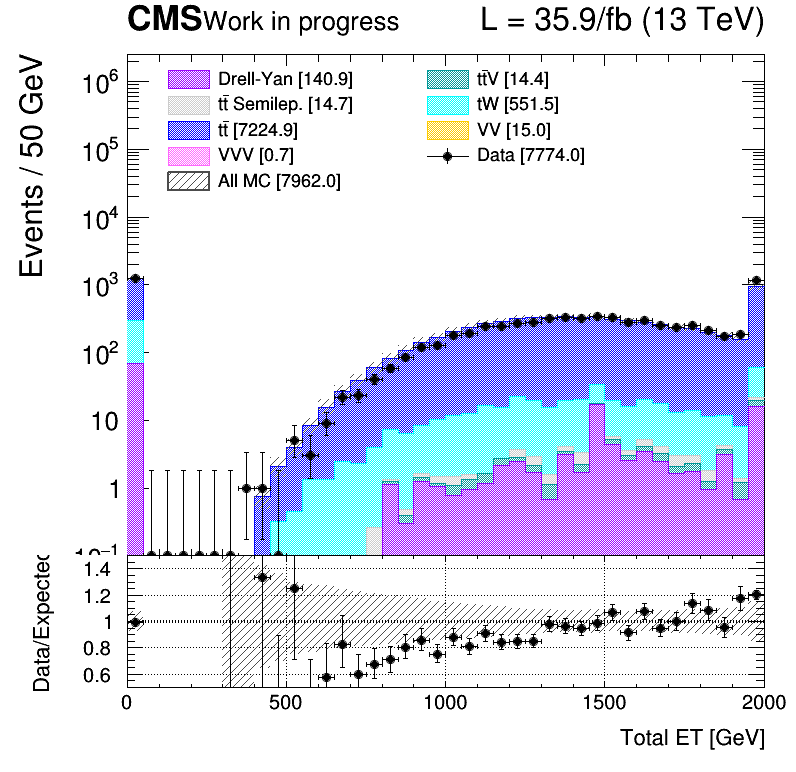 CMS Work in progress L = 35.9/fb (13 TeV)
Events / 50 GeV
Drell-Yan [140.9] tt̄V [14.4]
tt̄ Semilep. [14.7] tW [551.5]
tt̄ [7224.9] VV [15.0]
VVV [0.7] Data [7774.0]
All MC [7962.0]
10⁶
10⁵
10⁴
10³
10²
10
1
10⁻¹
Data/Expected
1.4
1.2
1
0.8
0.6
0 500 1000 1500 2000
Total ET [GeV]